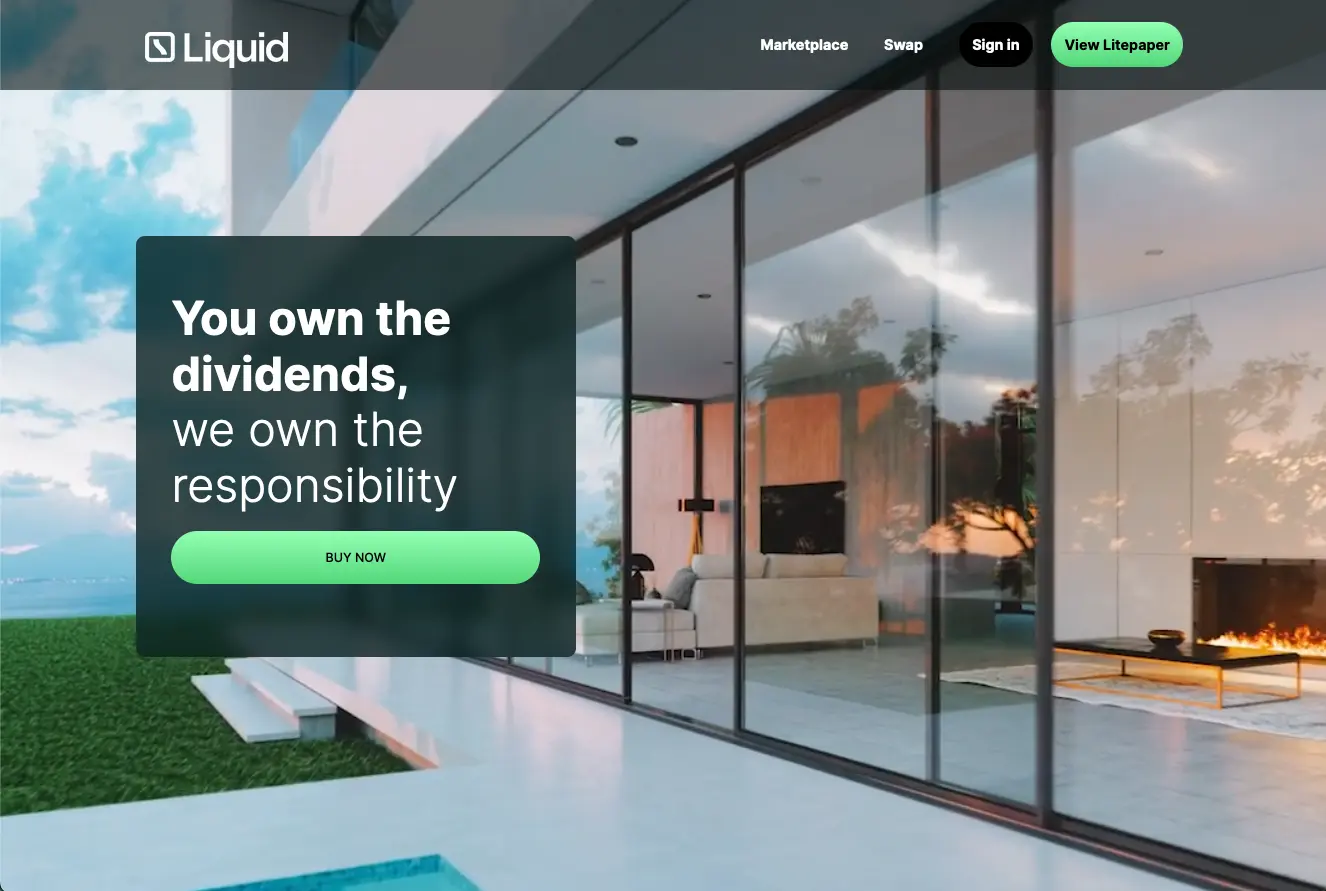 Liquid
Marketplace
Swap
Sign in
View Litepaper
You own the
dividends,
we own the
responsibility
BUY NOW